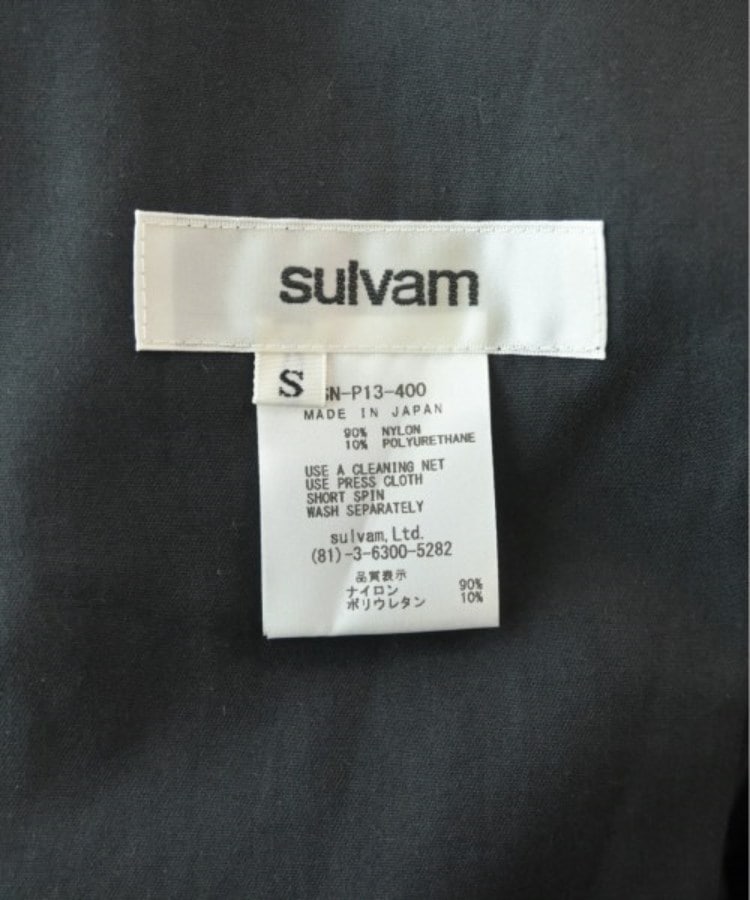 sulvam
S
SN-P13-400
MADE IN JAPAN
90% NYLON
10% POLYURETHANE
USE A CLEANING NET
USE PRESS CLOTH
SHORT SPIN
WASH SEPARATELY
sulvam, Ltd.
(81)-3-6300-5282
品質表示
ナイロン 90%
ポリウレタン 10%